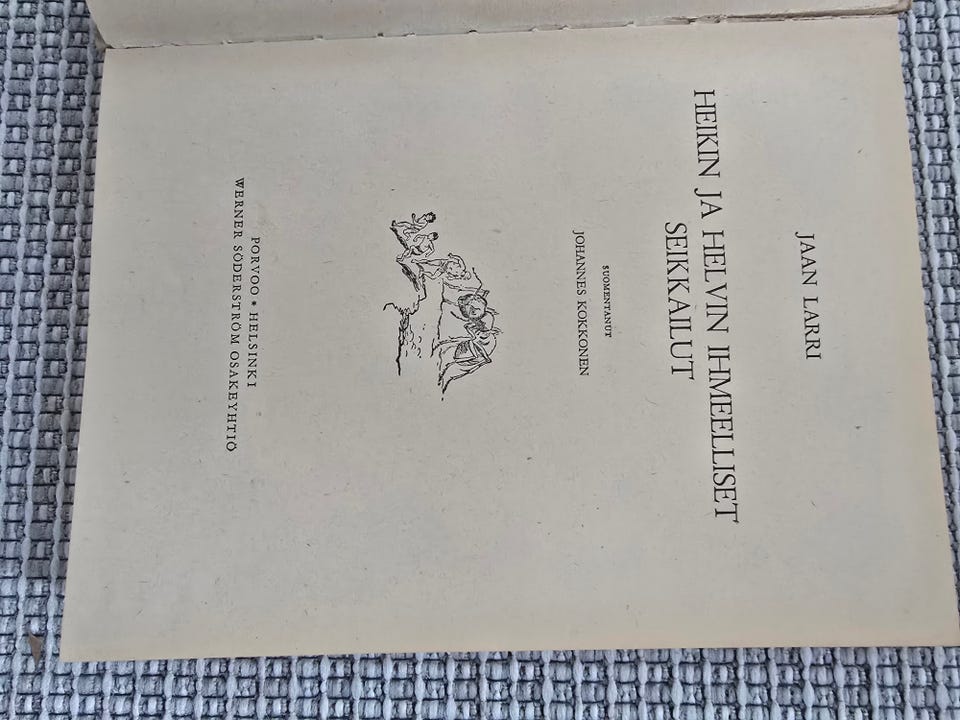 JAAN LARRI
HEIKIN JA HELVIN IHMEELLISET
SEIKKAILUT
SUOMENTANUT
JOHANNES KOKKONEN
PORVOO • HELSINKI
WERNER SÖDERSTRÖM OSAKEYHTIÖ